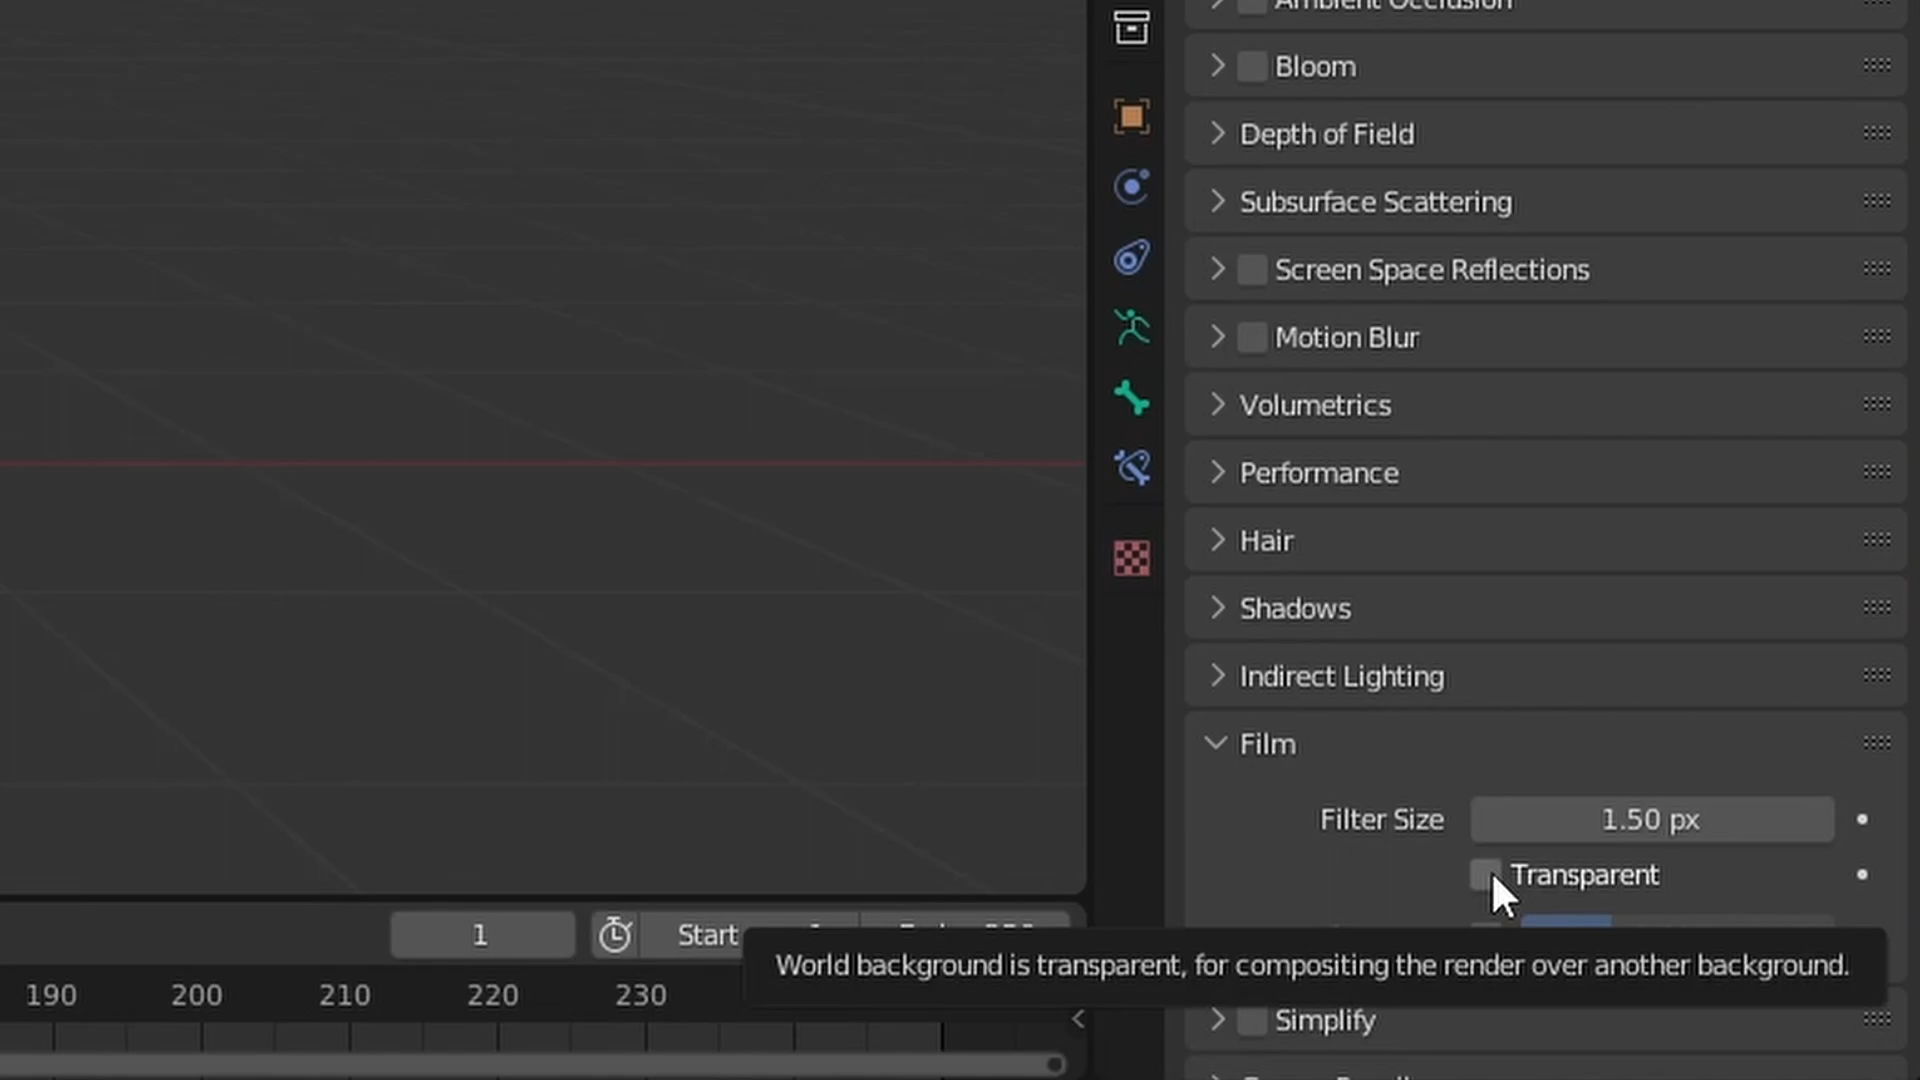 Ambient Occlusion
Bloom
Depth of Field
Subsurface Scattering
Screen Space Reflections
Motion Blur
Volumetrics
Performance
Hair
Shadows
Indirect Lighting
Film
Filter Size 1.50 px
Transparent
1 Start
World background is transparent, for compositing the render over another background.
190 200 210 220 230
Simplify